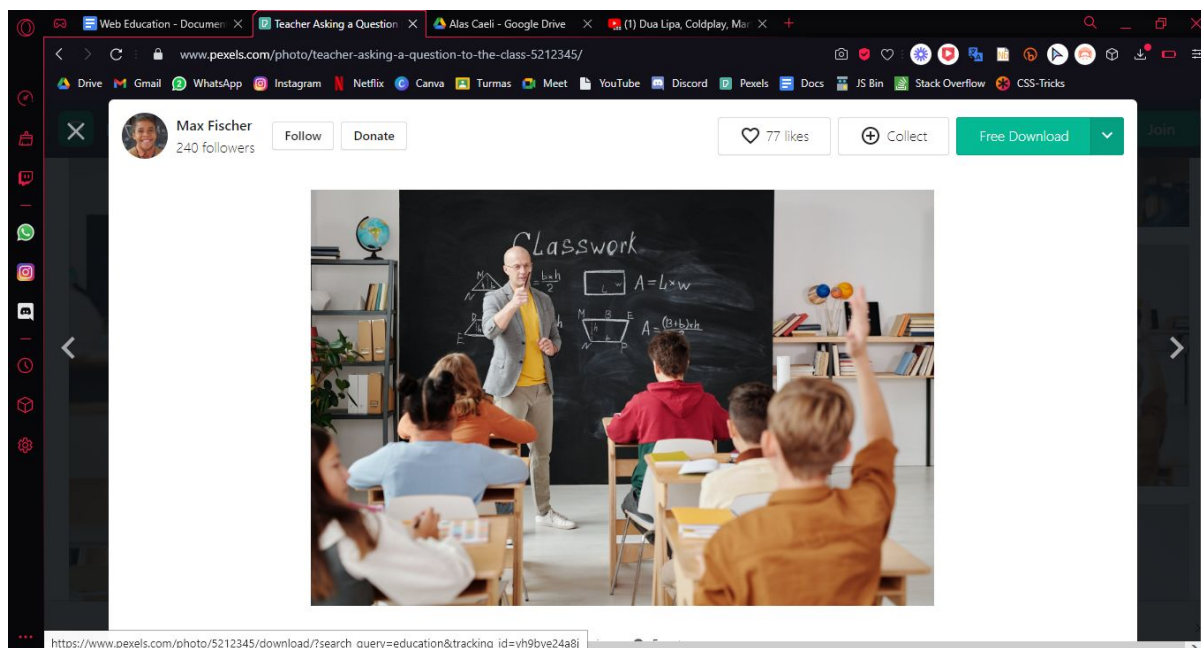 Web Education - Documen
Teacher Asking a Question
Alas Caeli - Google Drive
(1) Dua Lipa, Coldplay, Mar
www.pexels.com/photo/teacher-asking-a-question-to-the-class-5212345/
Drive Gmail WhatsApp Instagram Netflix Canva Turmas Meet YouTube Discord Pexels Docs JS Bin Stack Overflow CSS-Tricks
Join
Max Fischer
240 followers
Follow
Donate
77 likes
Collect
Free Download
Classwork
M
N
= b×h
2
L w
A=L×w
E
h
M B E
h
b
N P
A= (B+b)×h
https://www.pexels.com/photo/5212345/download/?search_query=education&tracking_id=yh9bve24a8j